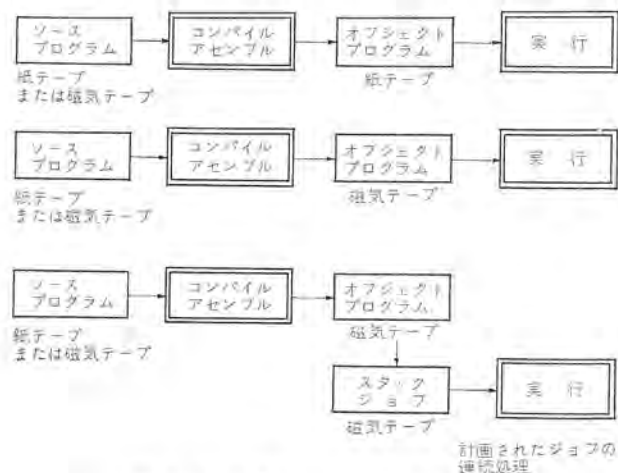 ソース
プログラム
コンパイル
アセンブル
オブジェクト
プログラム
実行
紙テープ
または磁気テープ
紙テープ
ソース
プログラム
コンパイル
アセンブル
オブジェクト
プログラム
実行
紙テープ
または磁気テープ
磁気テープ
ソース
プログラム
コンパイル
アセンブル
オブジェクト
プログラム
紙テープ
または磁気テープ
磁気テープ
スタック
ジョブ
実行
磁気テープ
計画されたジョブの
連続処理